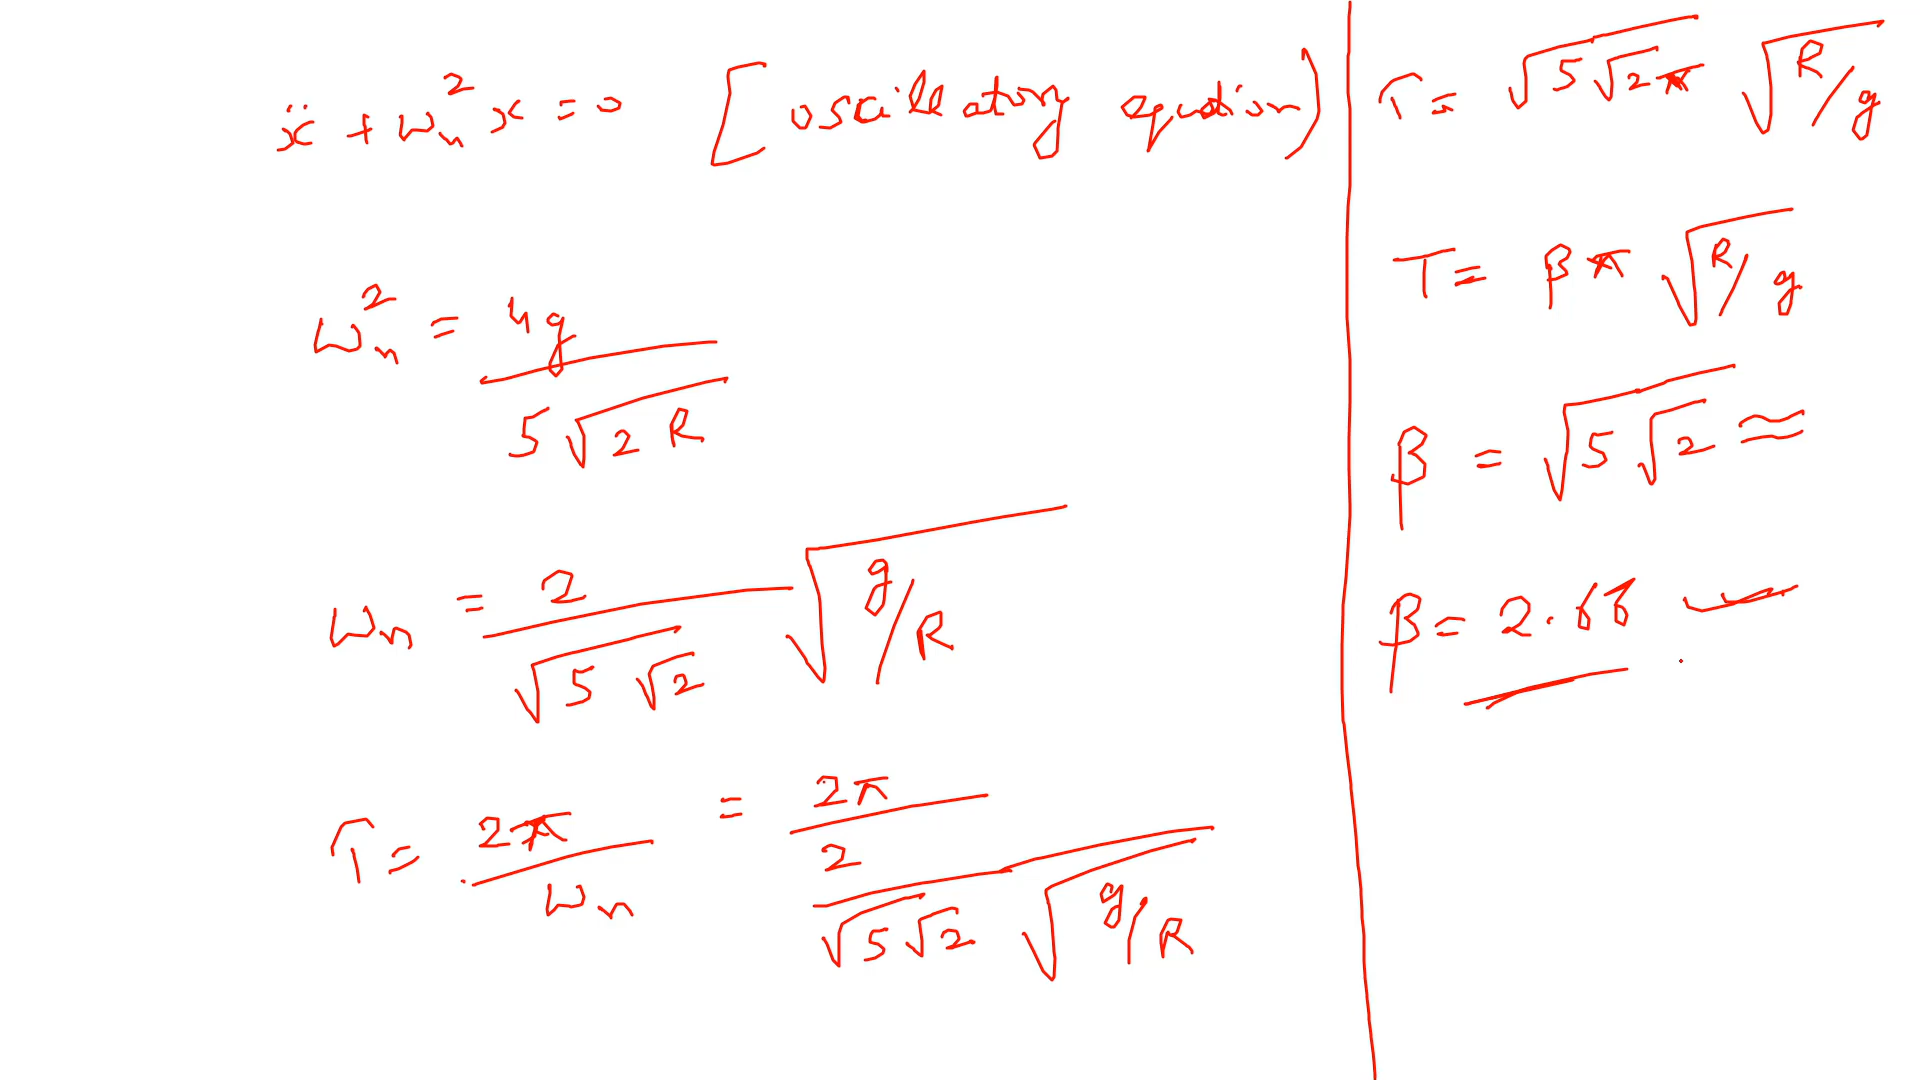 ẍ + ωₙ² x = 0 [oscillatory equation]
ωₙ² = 4g / 5√2 R
ωₙ = 2 / √(5√2) √(g/R)
T = 2π / ωₙ = 2π / (2 / √(5√2) √(g/R))
T = √(5√2) π √(R/g)
T = β π √(R/g)
β = √(5√2) ≈
β = 2.66